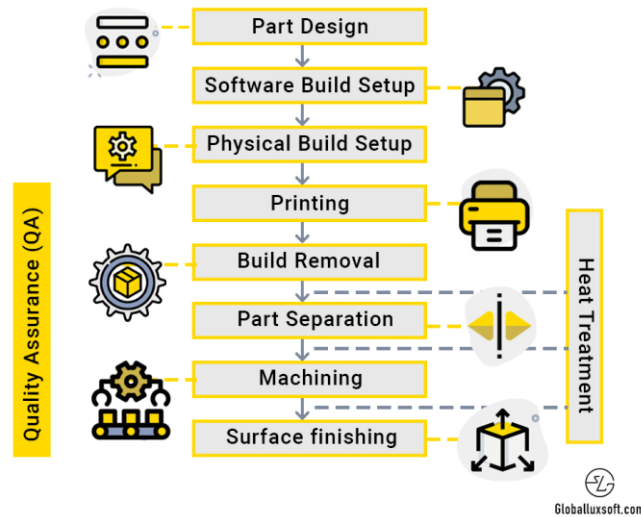 Part Design
Software Build Setup
Physical Build Setup
Printing
Build Removal
Part Separation
Machining
Surface finishing
Quality Assurance (QA)
Heat Treatment
Globalluxsoft.com